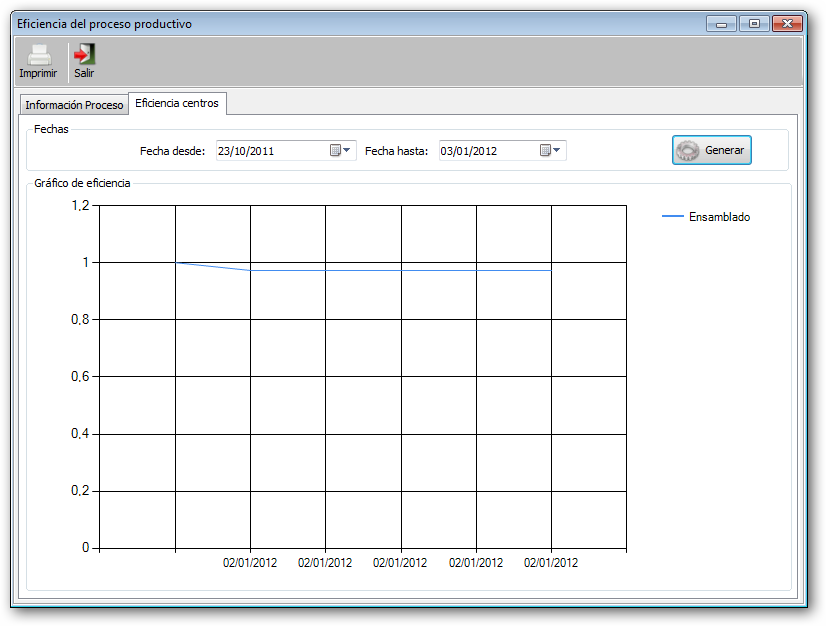 Eficiencia del proceso productivo
Imprimir
Salir
Información Proceso
Eficiencia centros
Fechas
Fecha desde: 23/10/2011 Fecha hasta: 03/01/2012 Generar
Gráfico de eficiencia
Ensamblado
1,2
1
0,8
0,6
0,4
0,2
0
02/01/2012 02/01/2012 02/01/2012 02/01/2012 02/01/2012